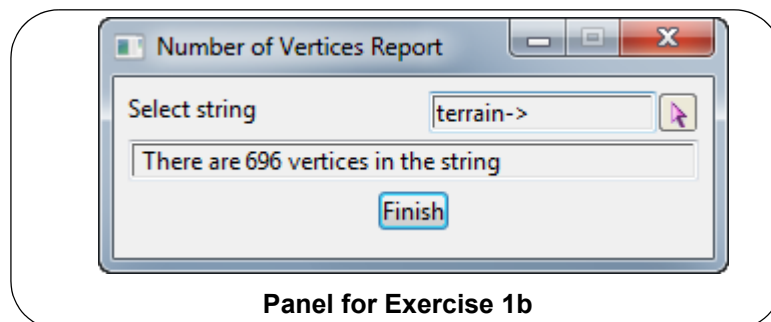 Number of Vertices Report
Select string
terrain->
There are 696 vertices in the string
Finish
Panel for Exercise 1b